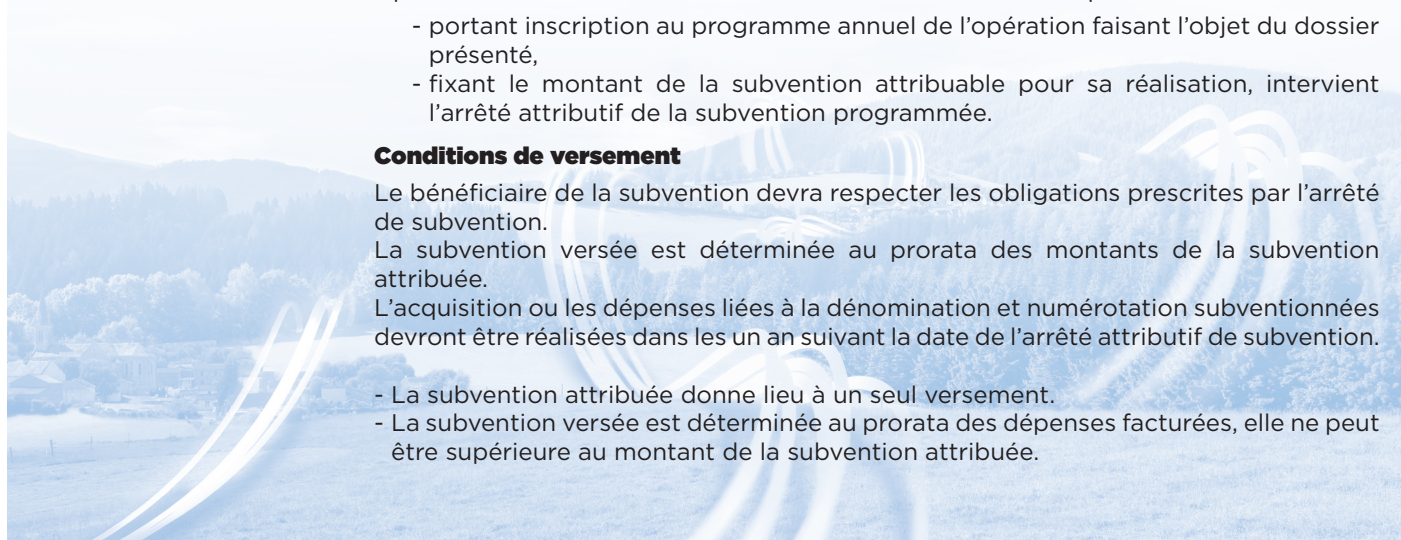 - portant inscription au programme annuel de l'opération faisant l'objet du dossier
présenté,
- fixant le montant de la subvention attribuable pour sa réalisation, intervient
l'arrêté attributif de la subvention programmée.
Conditions de versement
Le bénéficiaire de la subvention devra respecter les obligations prescrites par l'arrêté
de subvention.
La subvention versée est déterminée au prorata des montants de la subvention
attribuée.
L'acquisition ou les dépenses liées à la dénomination et numérotation subventionnées
devront être réalisées dans les un an suivant la date de l'arrêté attributif de subvention.
- La subvention attribuée donne lieu à un seul versement.
- La subvention versée est déterminée au prorata des dépenses facturées, elle ne peut
être supérieure au montant de la subvention attribuée.